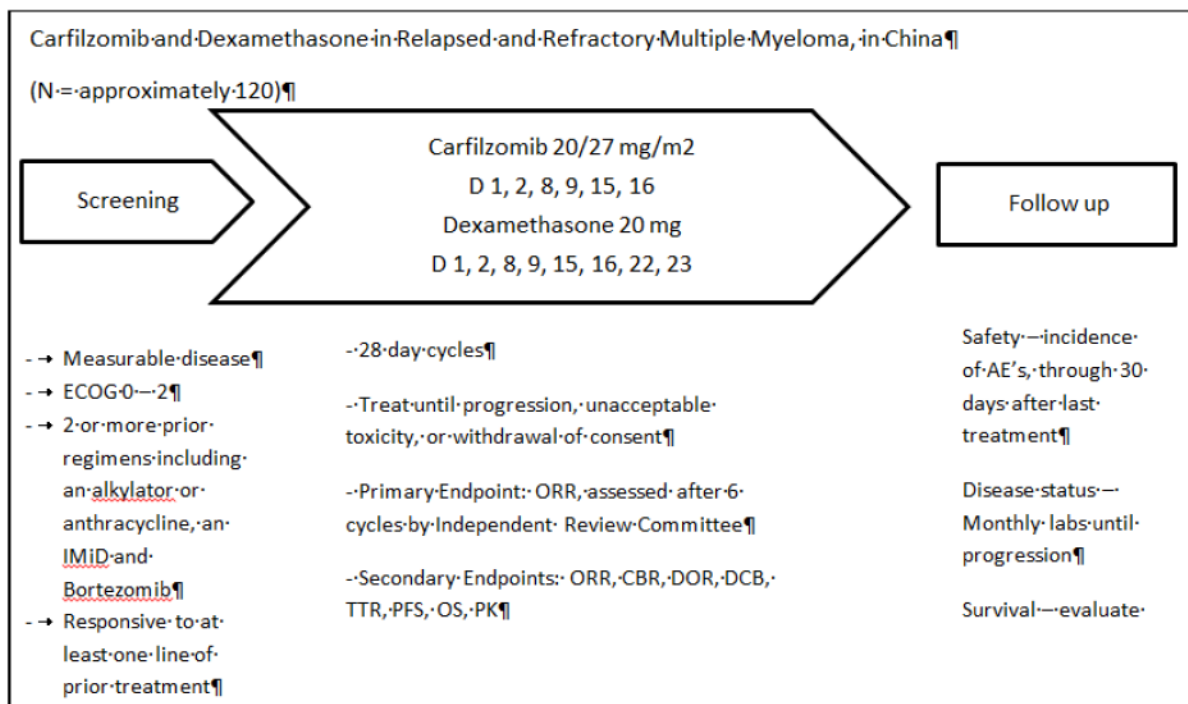 Carfilzomib and Dexamethasone in Relapsed and Refractory Multiple Myeloma, in China¶
(N = approximately 120)¶
Screening
Carfilzomib 20/27 mg/m2
D 1, 2, 8, 9, 15, 16
Dexamethasone 20 mg
D 1, 2, 8, 9, 15, 16, 22, 23
Follow up
- → Measurable disease¶
- → ECOG 0 – 2¶
- → 2 or more prior
regimens including
an alkylator or
anthracycline, an
IMiD and
Bortezomib¶
- → Responsive to at
least one line of
prior treatment¶
- 28 day cycles¶
- Treat until progression, unacceptable
toxicity, or withdrawal of consent¶
- Primary Endpoint: ORR, assessed after 6
cycles by Independent Review Committee¶
- Secondary Endpoints: ORR, CBR, DOR, DCB,
TTR, PFS, OS, PK¶
Safety – incidence
of AE's, through 30
days after last
treatment¶
Disease status –
Monthly labs until
progression¶
Survival – evaluate